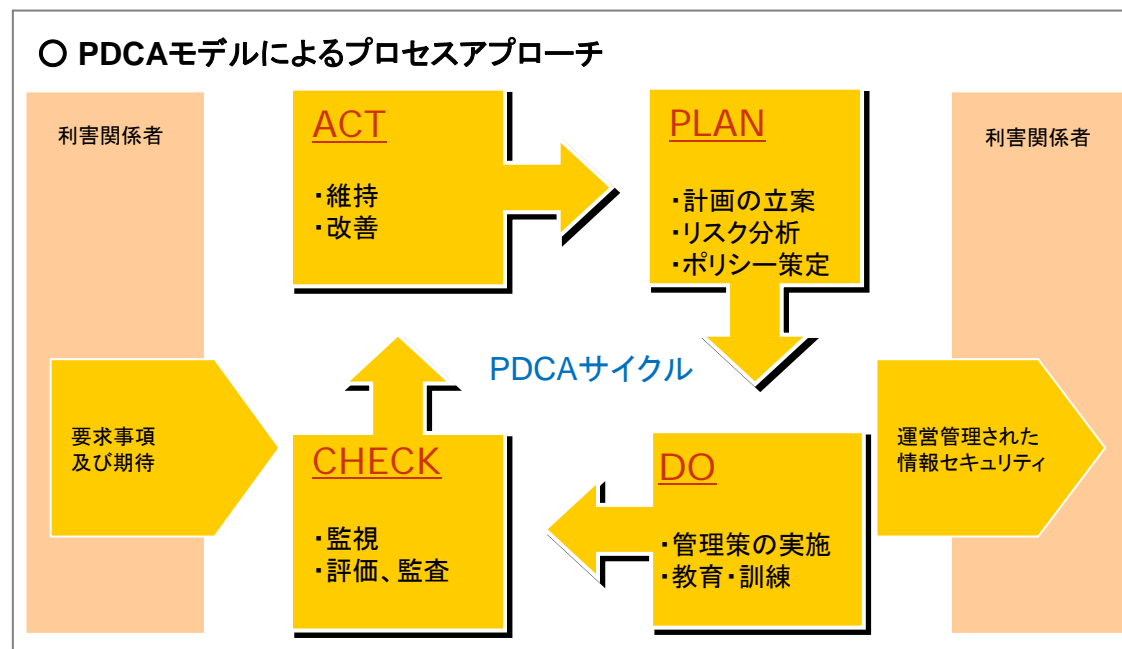 ○ PDCAモデルによるプロセスアプローチ
利害関係者
ACT
・維持
・改善
PLAN
・計画の立案
・リスク分析
・ポリシー策定
利害関係者
PDCAサイクル
要求事項
及び期待
CHECK
・監視
・評価、監査
DO
・管理策の実施
・教育・訓練
運営管理された
情報セキュリティ